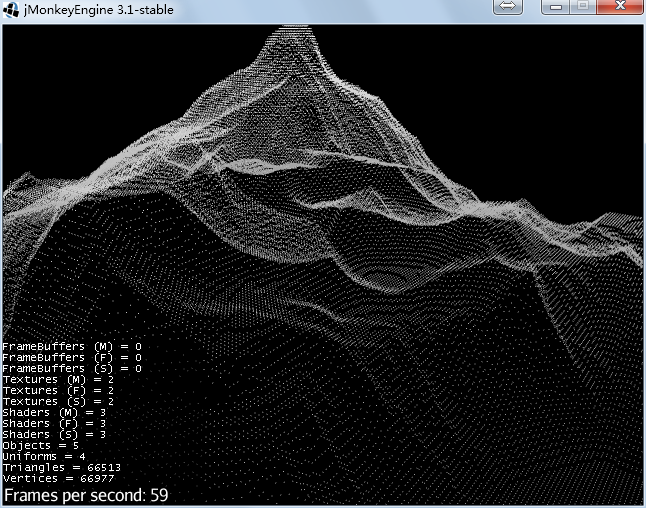 jMonkeyEngine 3.1-stable
FrameBuffers (M) = 0
FrameBuffers (F) = 0
FrameBuffers (S) = 0
Textures (M) = 2
Textures (F) = 2
Textures (S) = 2
Shaders (M) = 3
Shaders (F) = 3
Shaders (S) = 3
Objects = 5
Uniforms = 4
Triangles = 66513
Vertices = 66977
Frames per second: 59